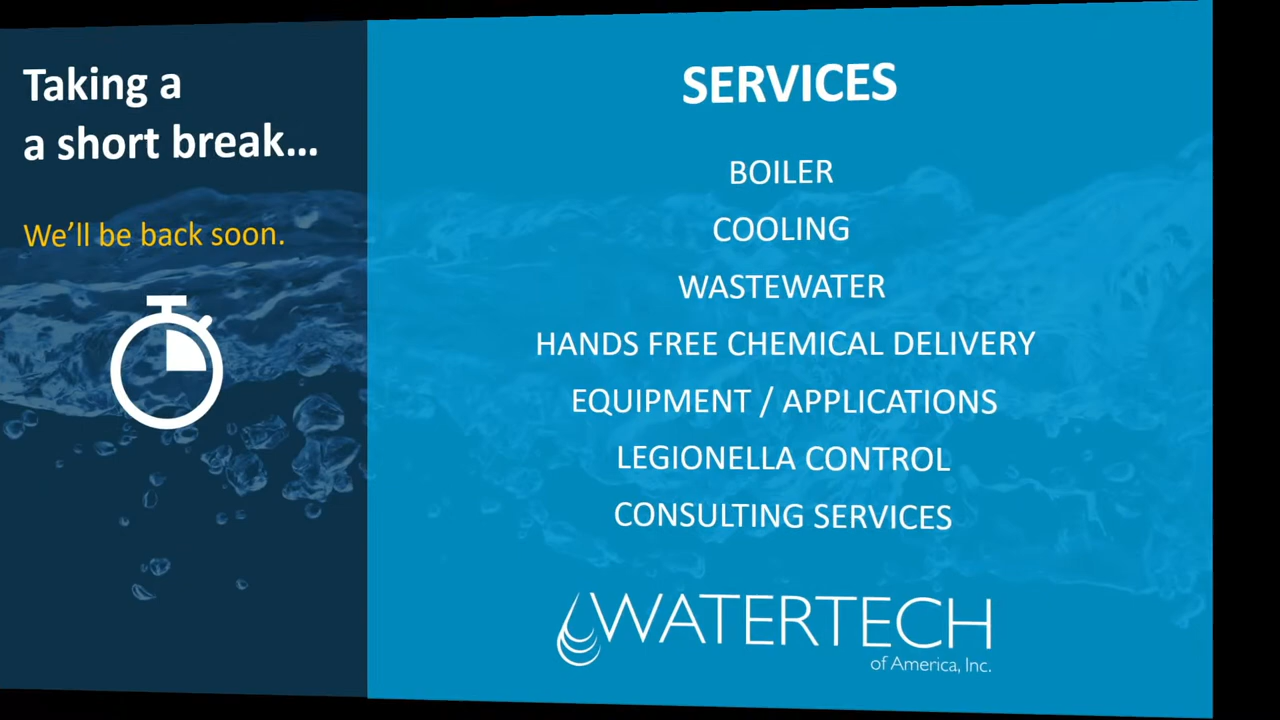 Taking a
a short break...
We'll be back soon.
SERVICES
BOILER
COOLING
WASTEWATER
HANDS FREE CHEMICAL DELIVERY
EQUIPMENT / APPLICATIONS
LEGIONELLA CONTROL
CONSULTING SERVICES
WATERTECH
of America, Inc.